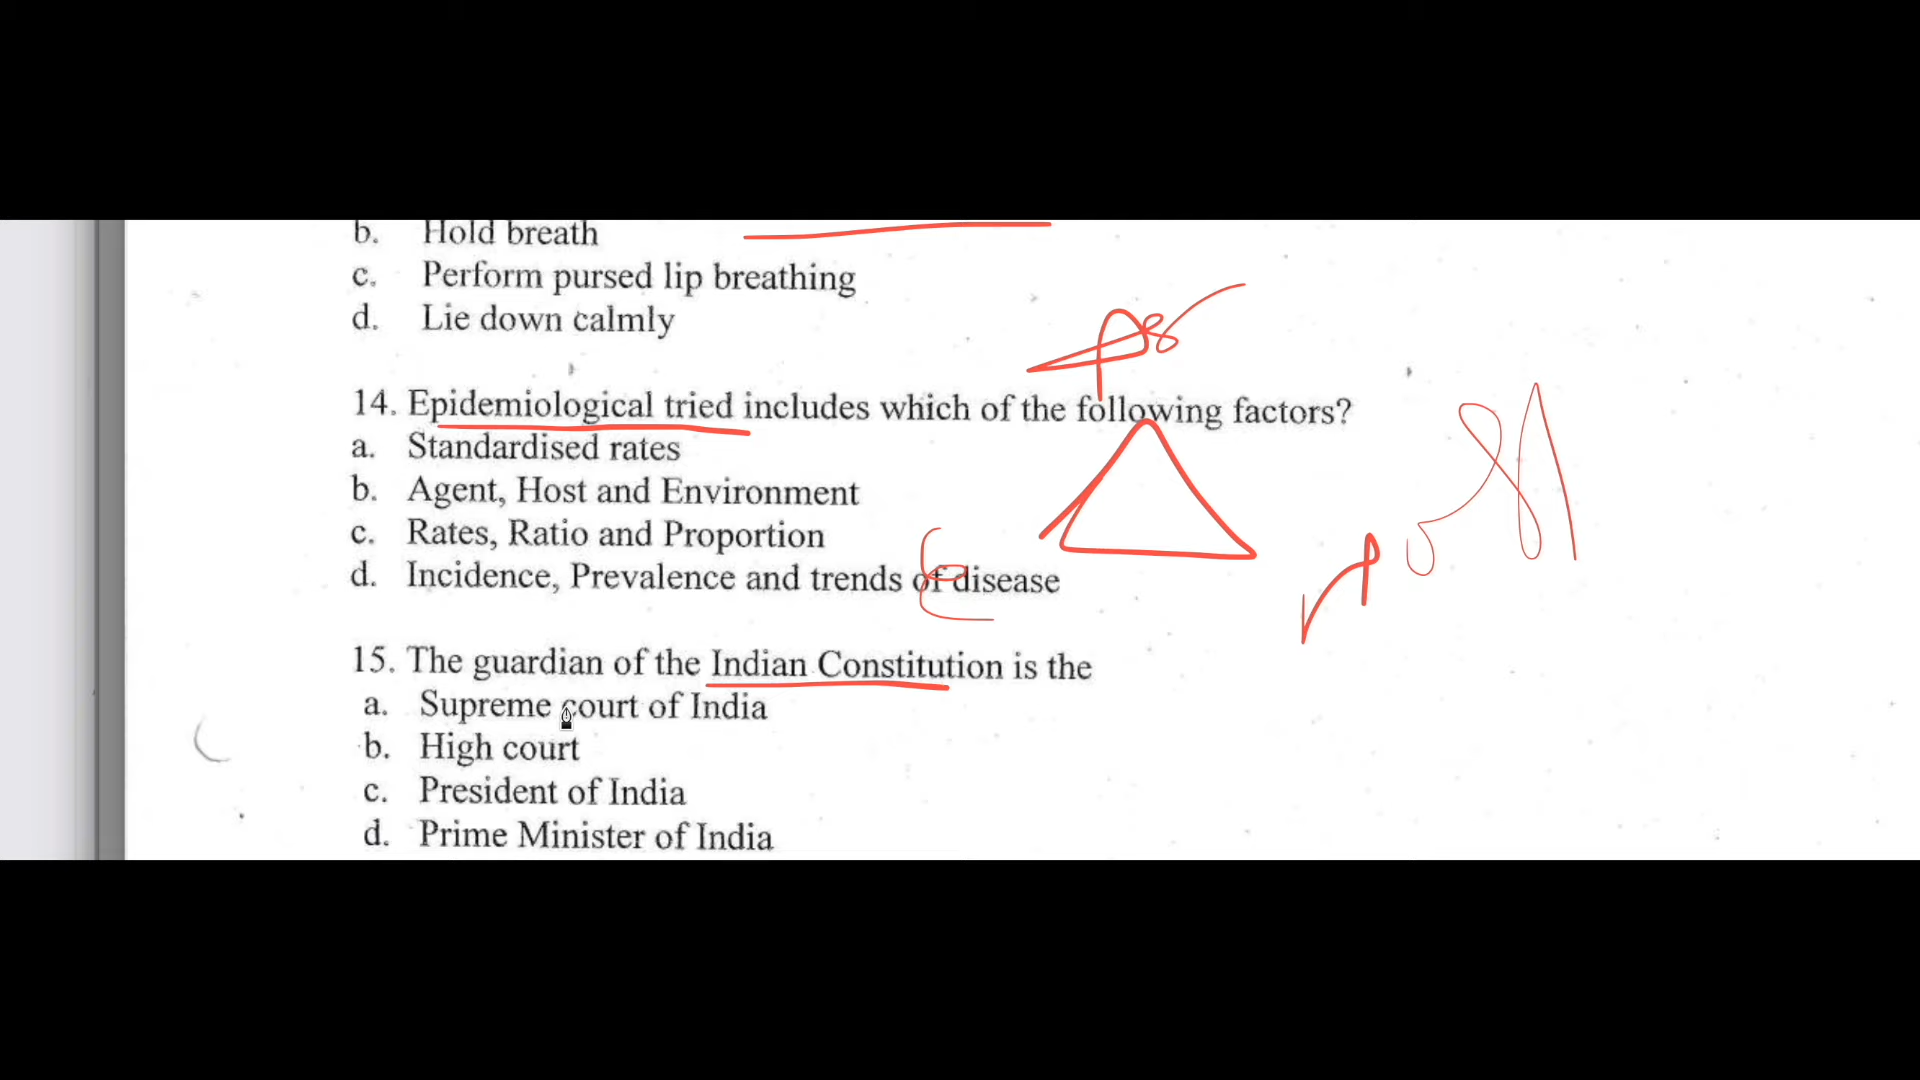 b. Hold breath
c. Perform pursed lip breathing
d. Lie down calmly
14. Epidemiological tried includes which of the following factors?
a. Standardised rates
b. Agent, Host and Environment
c. Rates, Ratio and Proportion
d. Incidence, Prevalence and trends of disease
15. The guardian of the Indian Constitution is the
a. Supreme court of India
b. High court
c. President of India
d. Prime Minister of India